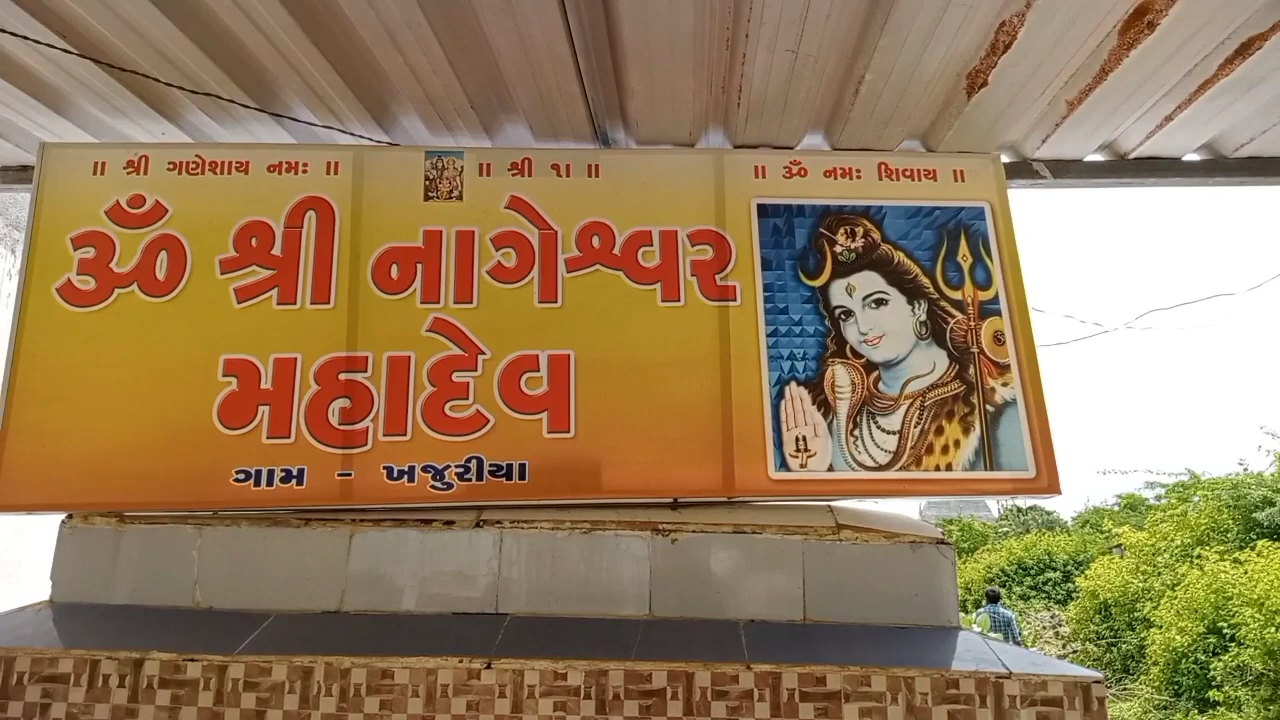 ॥ શ્રી ગણેશાય નમઃ ॥ ॥ શ્રી ૧| ॥ ॥ ૐ નમઃ શિવાય ॥
ૐ શ્રી નાગેશ્વર
મહાદેવ
ગામ - ખજુરીયા